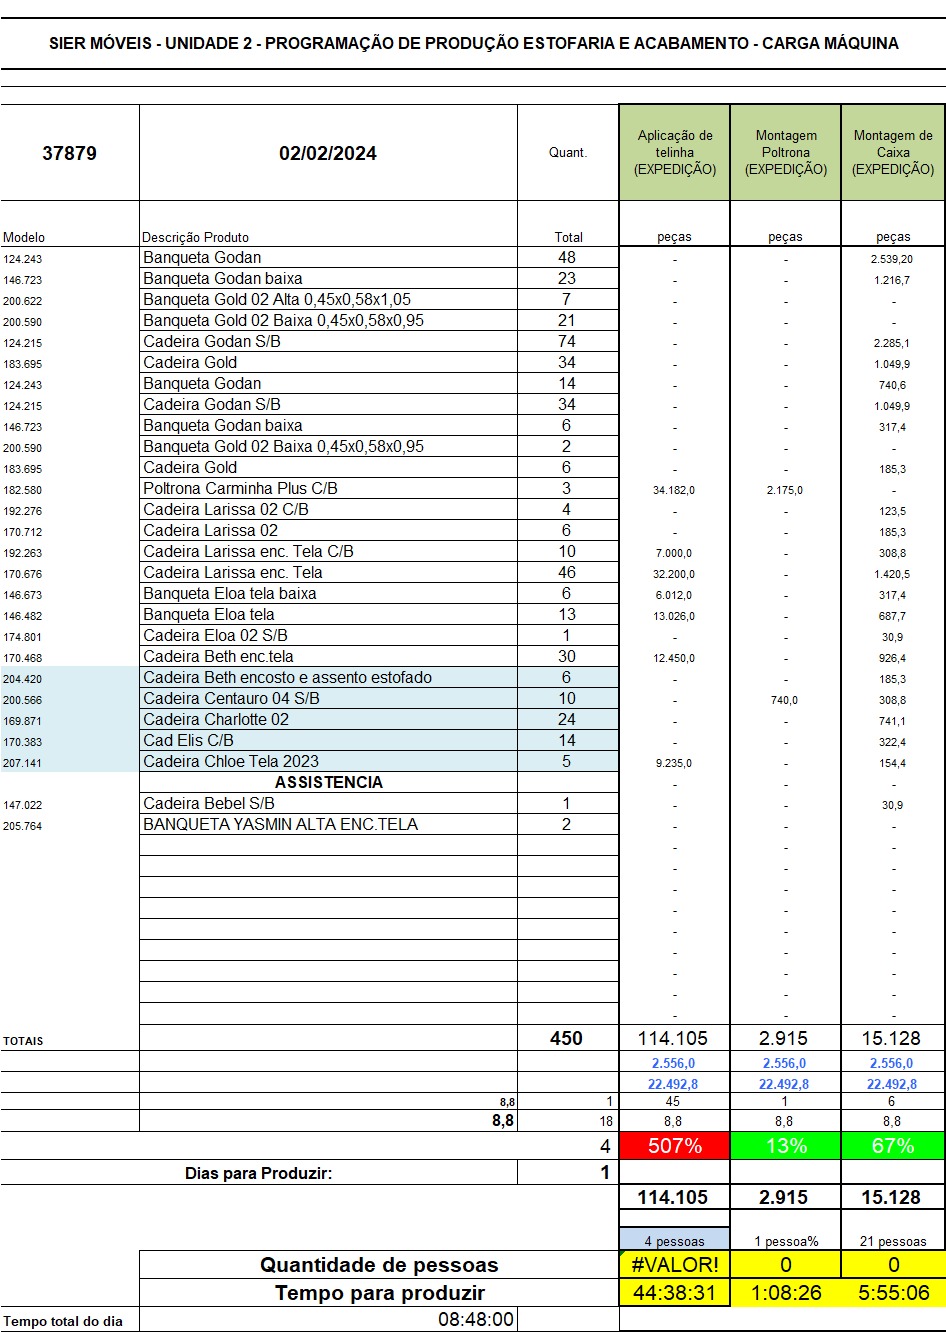 SIER MÓVEIS - UNIDADE 2 - PROGRAMAÇÃO DE PRODUÇÃO ESTOFARIA E ACABAMENTO - CARGA MÁQUINA
37879 02/02/2024 Quant. Aplicação de telinha (EXPEDIÇÃO) Montagem Poltrona (EXPEDIÇÃO) Montagem de Caixa (EXPEDIÇÃO)
Modelo Descrição Produto Total peças peças peças
124.243 Banqueta Godan 48 - - 2.539,20
146.723 Banqueta Godan baixa 23 - - 1.216,7
200.622 Banqueta Gold 02 Alta 0,45x0,58x1,05 7 - - -
200.590 Banqueta Gold 02 Baixa 0,45x0,58x0,95 21 - - -
124.215 Cadeira Godan S/B 74 - - 2.285,1
183.695 Cadeira Gold 34 - - 1.049,9
124.243 Banqueta Godan 14 - - 740,6
124.215 Cadeira Godan S/B 34 - - 1.049,9
146.723 Banqueta Godan baixa 6 - - 317,4
200.590 Banqueta Gold 02 Baixa 0,45x0,58x0,95 2 - - -
183.695 Cadeira Gold 6 - - 185,3
182.580 Poltrona Carminha Plus C/B 3 34.182,0 2.175,0 -
192.276 Cadeira Larissa 02 C/B 4 - - 123,5
170.712 Cadeira Larissa 02 6 - - 185,3
192.263 Cadeira Larissa enc. Tela C/B 10 7.000,0 - 308,8
170.676 Cadeira Larissa enc. Tela 46 32.200,0 - 1.420,5
146.673 Banqueta Eloa tela baixa 6 6.012,0 - 317,4
146.482 Banqueta Eloa tela 13 13.026,0 - 687,7
174.801 Cadeira Eloa 02 S/B 1 - - 30,9
170.468 Cadeira Beth enc.tela 30 12.450,0 - 926,4
204.420 Cadeira Beth encosto e assento estofado 6 - - 185,3
200.566 Cadeira Centauro 04 S/B 10 - 740,0 308,8
169.871 Cadeira Charlotte 02 24 - - 741,1
170.383 Cad Elis C/B 14 - - 322,4
207.141 Cadeira Chloe Tela 2023 5 9.235,0 - 154,4
ASSISTENCIA - - -
147.022 Cadeira Bebel S/B 1 - - 30,9
205.764 BANQUETA YASMIN ALTA ENC.TELA 2 - - -
- - -
- - -
- - -
- - -
- - -
- - -
- - -
- - -
- - -
TOTAIS 450 114.105 2.915 15.128
2.556,0 2.556,0 2.556,0
22.492,8 22.492,8 22.492,8
8,8 1 45 1 6
8,8 18 8,8 8,8 8,8
4 507% 13% 67%
Dias para Produzir: 1
114.105 2.915 15.128
4 pessoas 1 pessoa% 21 pessoas
Quantidade de pessoas #VALOR! 0 0
Tempo para produzir 44:38:31 1:08:26 5:55:06
Tempo total do dia 08:48:00